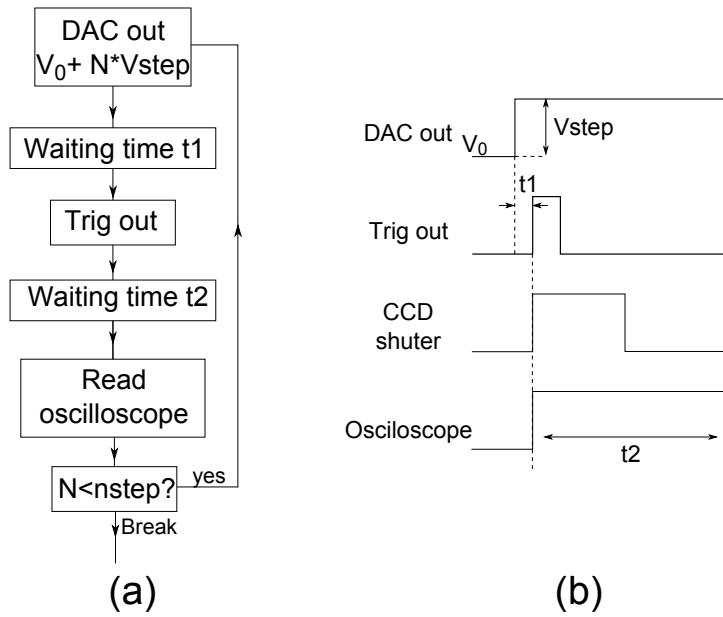 DAC out
V₀+ N*Vstep
Waiting time t1
Trig out
Waiting time t2
Read
oscilloscope
N<nstep?
yes
Break
(a)
DAC out
V₀
Vstep
t1
Trig out
CCD
shuter
Osciloscope
t2
(b)